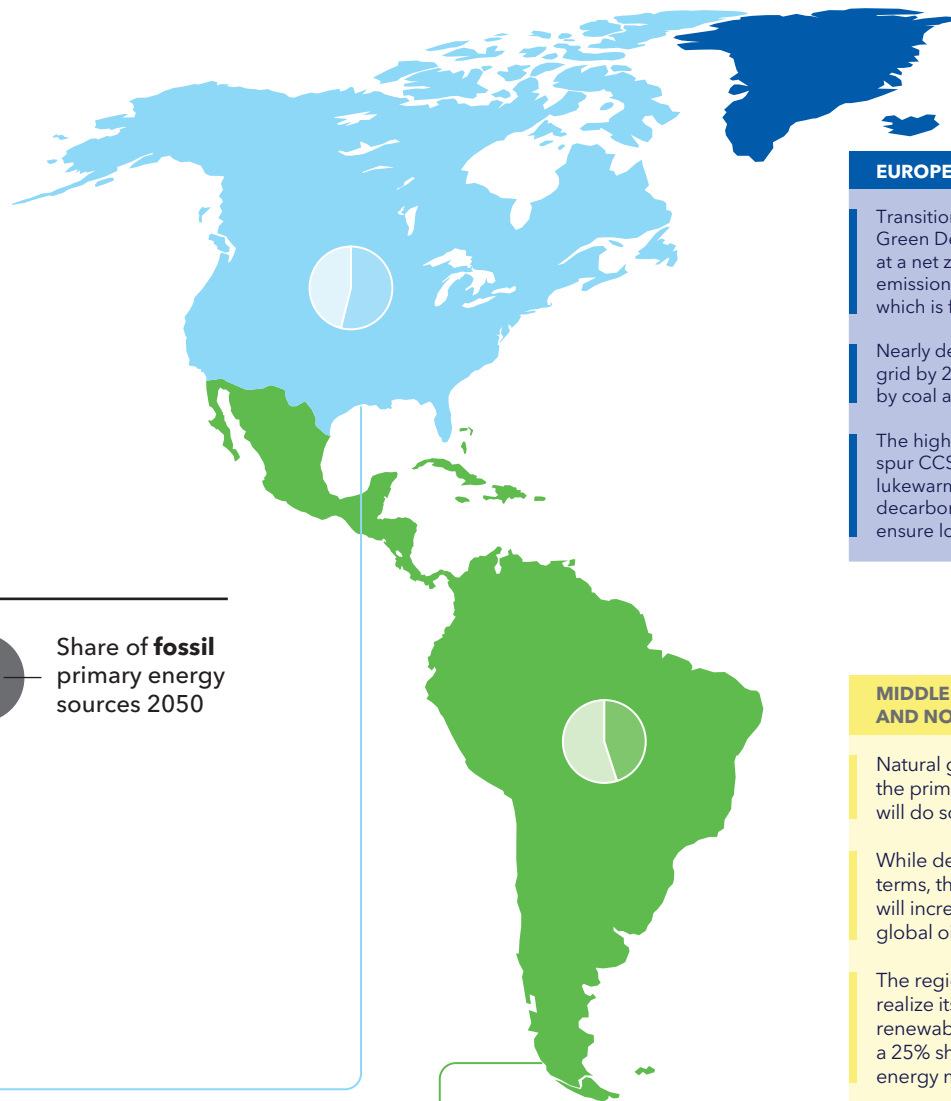 EUROPE
Transition
Green De
at a net z
emission
which is f
Nearly de
grid by 2
by coal a
The high
spur CCS
lukewarm
decarbon
ensure lo
Share of fossil
primary energy
sources 2050
MIDDLE
AND NO
Natural g
the prim
will do so
While de
terms, th
will incre
global o
The regi
realize its
renewab
a 25% sh
energy n